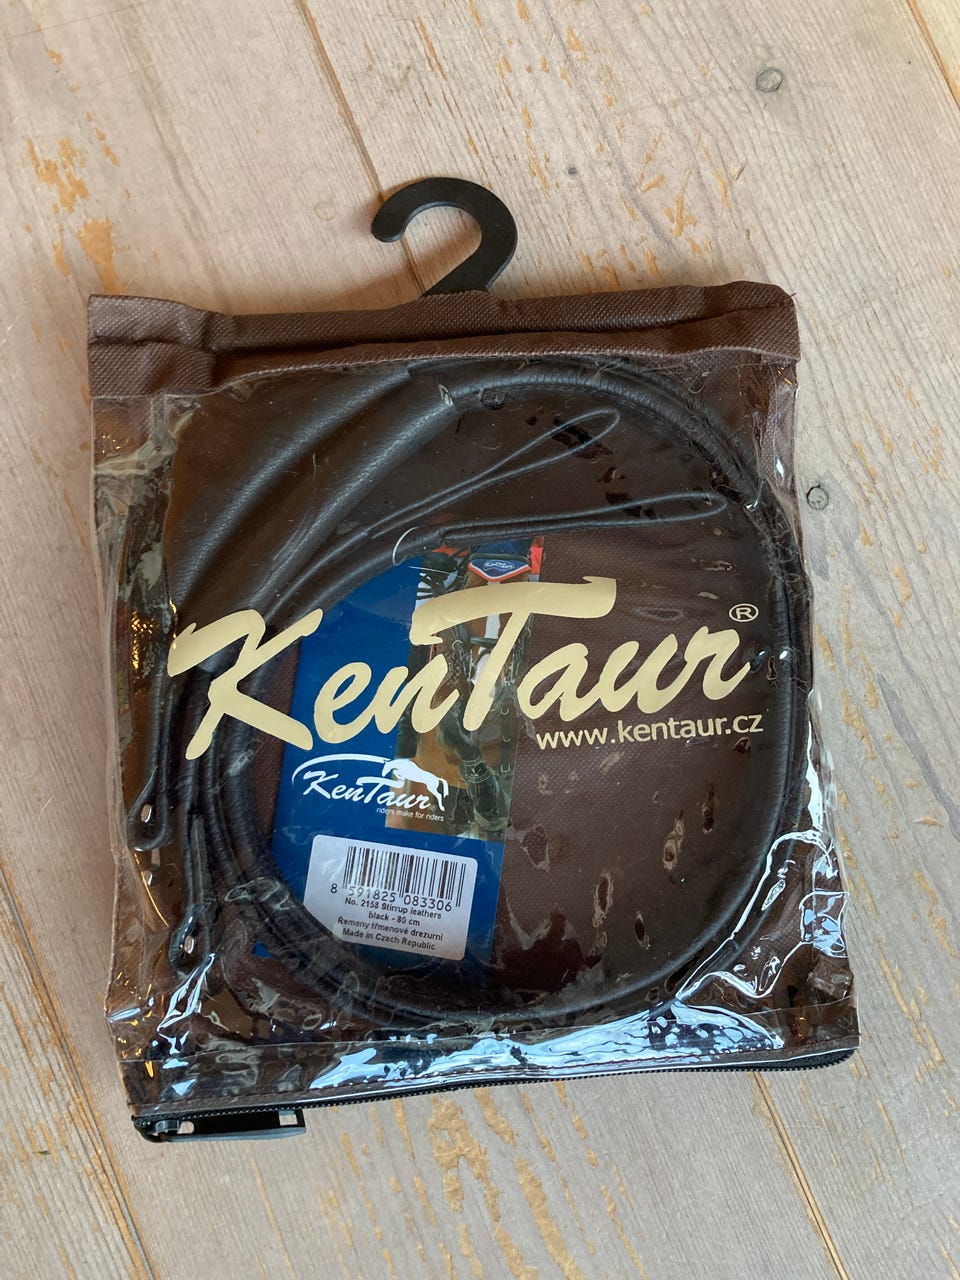 KenTaur
KenTaur®
www.kentaur.cz
KenTaur
riders make for riders
8 591825 083306
No. 2158 Stirrup leathers
black - 80 cm
Řemeny třmenové drezurní
Made in Czech Republic